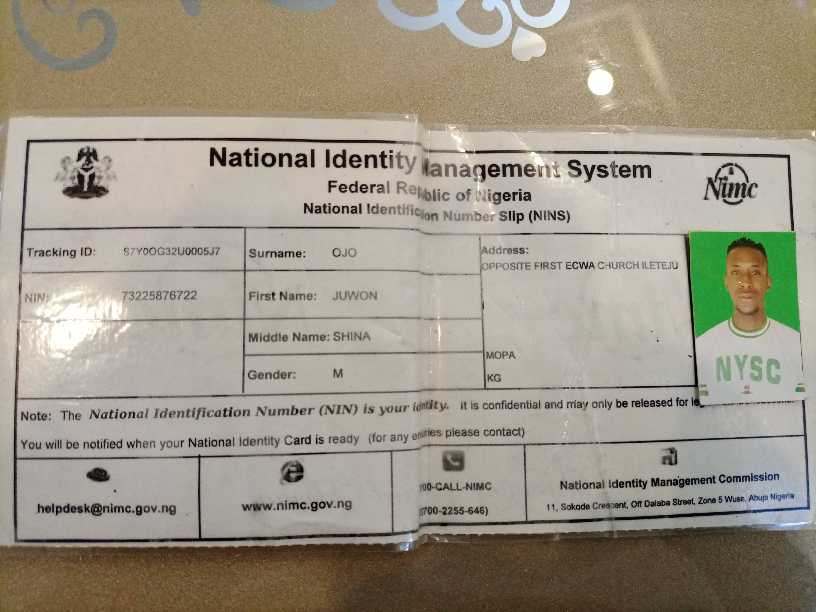 National Identity Management System
Federal Republic of Nigeria
National Identification Number Slip (NINS)
Nimc
Tracking ID: S7Y0OG32U0005J7
Surname: OJO
Address:
OPPOSITE FIRST ECWA CHURCH ILETEJU
NIN: 73225876722
First Name: JUWON
Middle Name: SHINA
MOPA
Gender: M
KG
NYSC
Note: The National Identification Number (NIN) is your identity. It is confidential and may only be released for
You will be notified when your National Identity Card is ready (for any please contact)
helpdesk@nimc.gov.ng
www.nimc.gov.ng
00-CALL-NIMC
0700-2255-646)
National Identity Management Commission
11, Sokode Crescent, Off Dalaba Street, Zone 5 Wuse, Abuja Nigeria